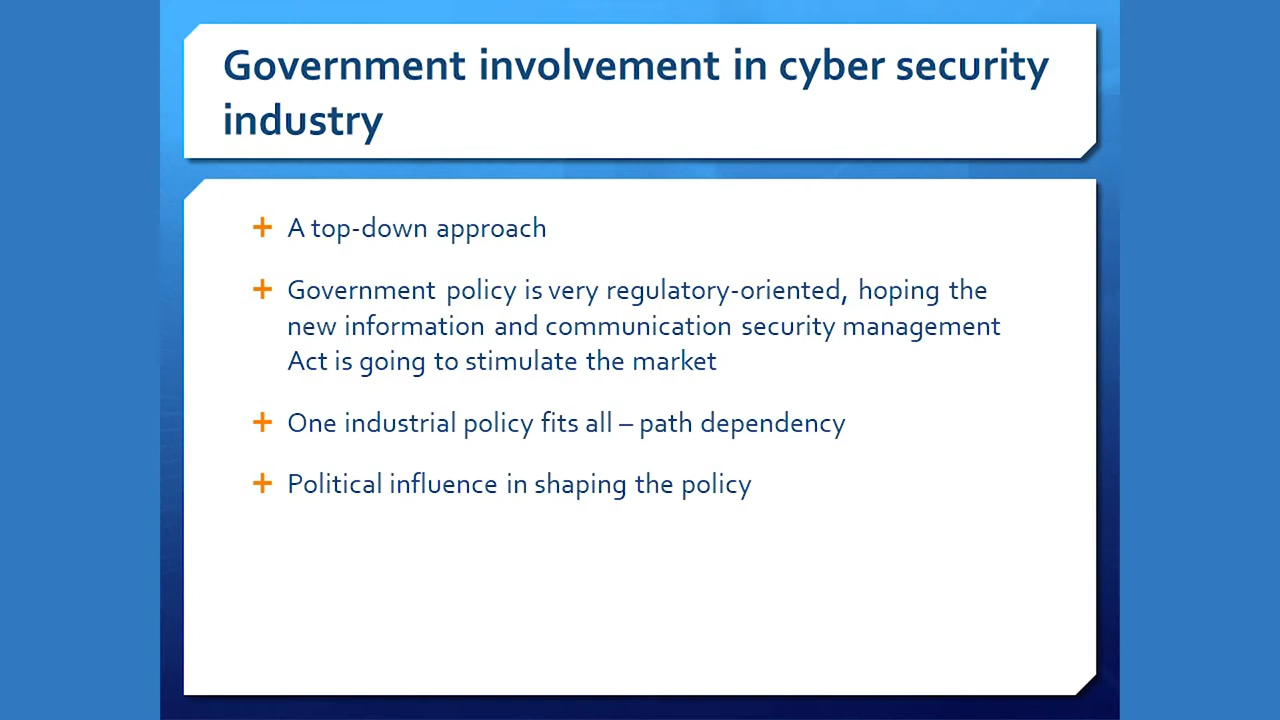 Government involvement in cyber security
industry
+ A top-down approach
+ Government policy is very regulatory-oriented, hoping the
new information and communication security management
Act is going to stimulate the market
+ One industrial policy fits all – path dependency
+ Political influence in shaping the policy